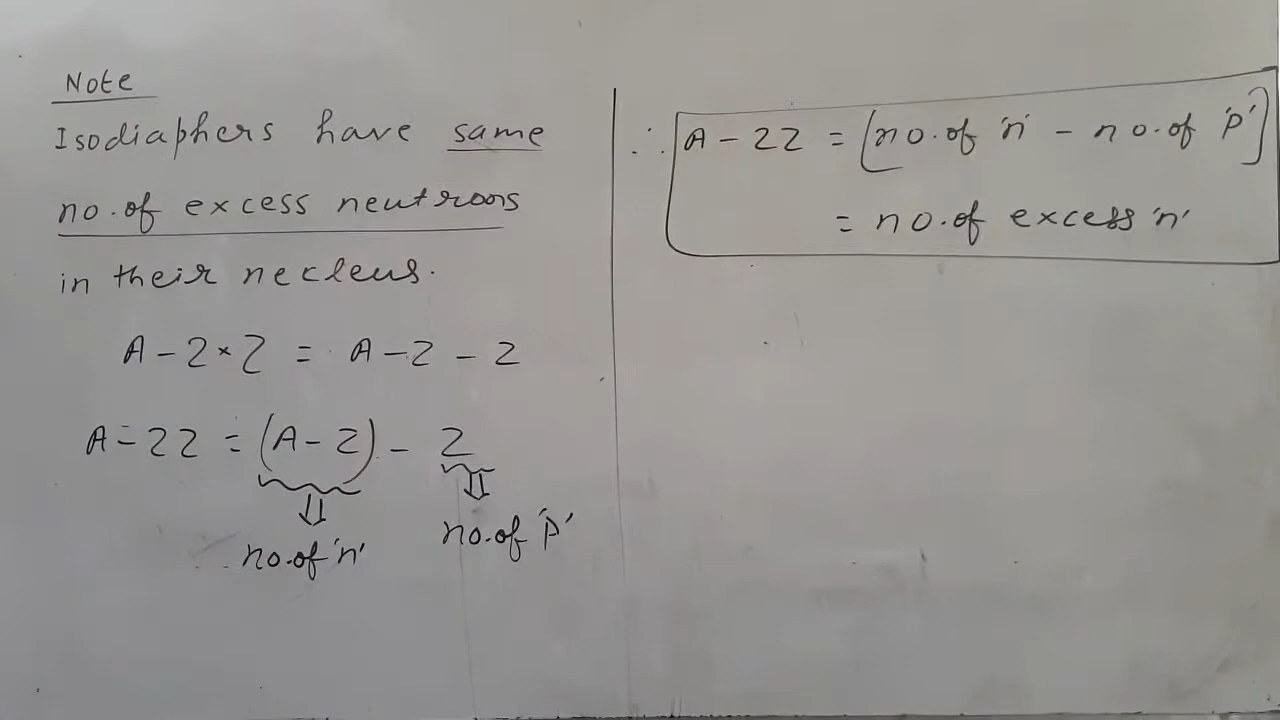 Note
Isodiaphers have same
no. of excess neutrons
in their necleus.
A - 2 × Z = A - Z - Z
A - 2Z = (A - Z) - Z
no. of 'n'
no. of 'p'
∴ A - 2Z = [no. of 'n' - no. of 'p']
= no. of excess 'n'